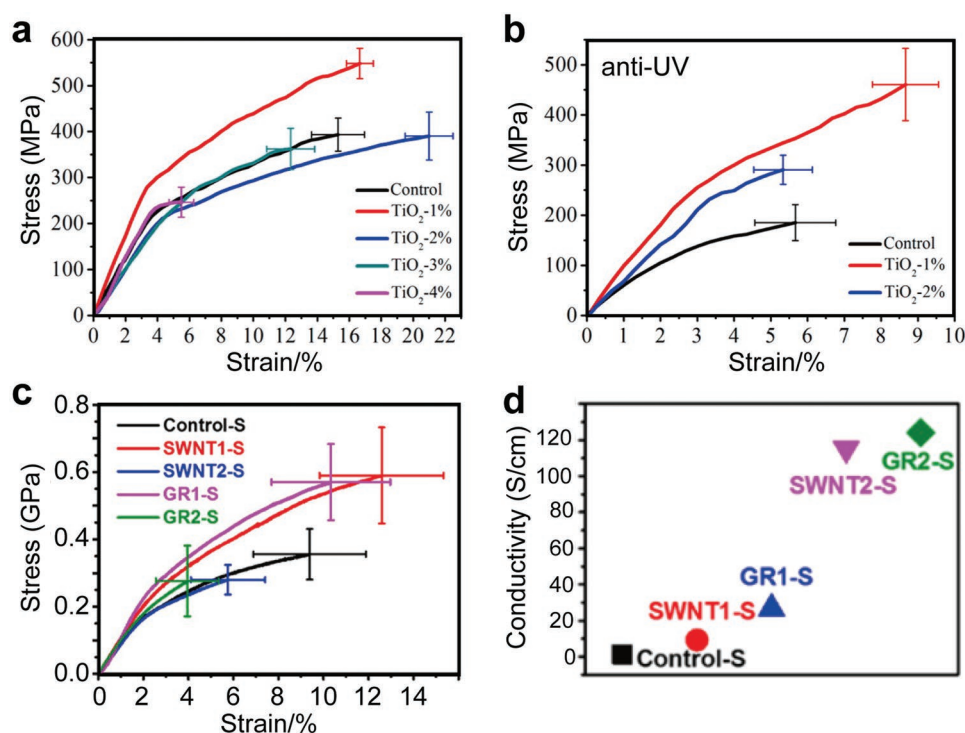 a
600
500
400
300
200
100
0
Stress (MPa)
0 2 4 6 8 10 12 14 16 18 20 22
Strain/%
Control
TiO₂-1%
TiO₂-2%
TiO₂-3%
TiO₂-4%
b
anti-UV
500
400
300
200
100
0
Stress (MPa)
0 1 2 3 4 5 6 7 8 9 10
Strain/%
Control
TiO₂-1%
TiO₂-2%
c
0.8
0.6
0.4
0.2
0.0
Stress (GPa)
0 2 4 6 8 10 12 14
Strain/%
Control-S
SWNT1-S
SWNT2-S
GR1-S
GR2-S
d
120
100
80
60
40
20
0
Conductivity (S/cm)
GR2-S
SWNT2-S
GR1-S
SWNT1-S
Control-S